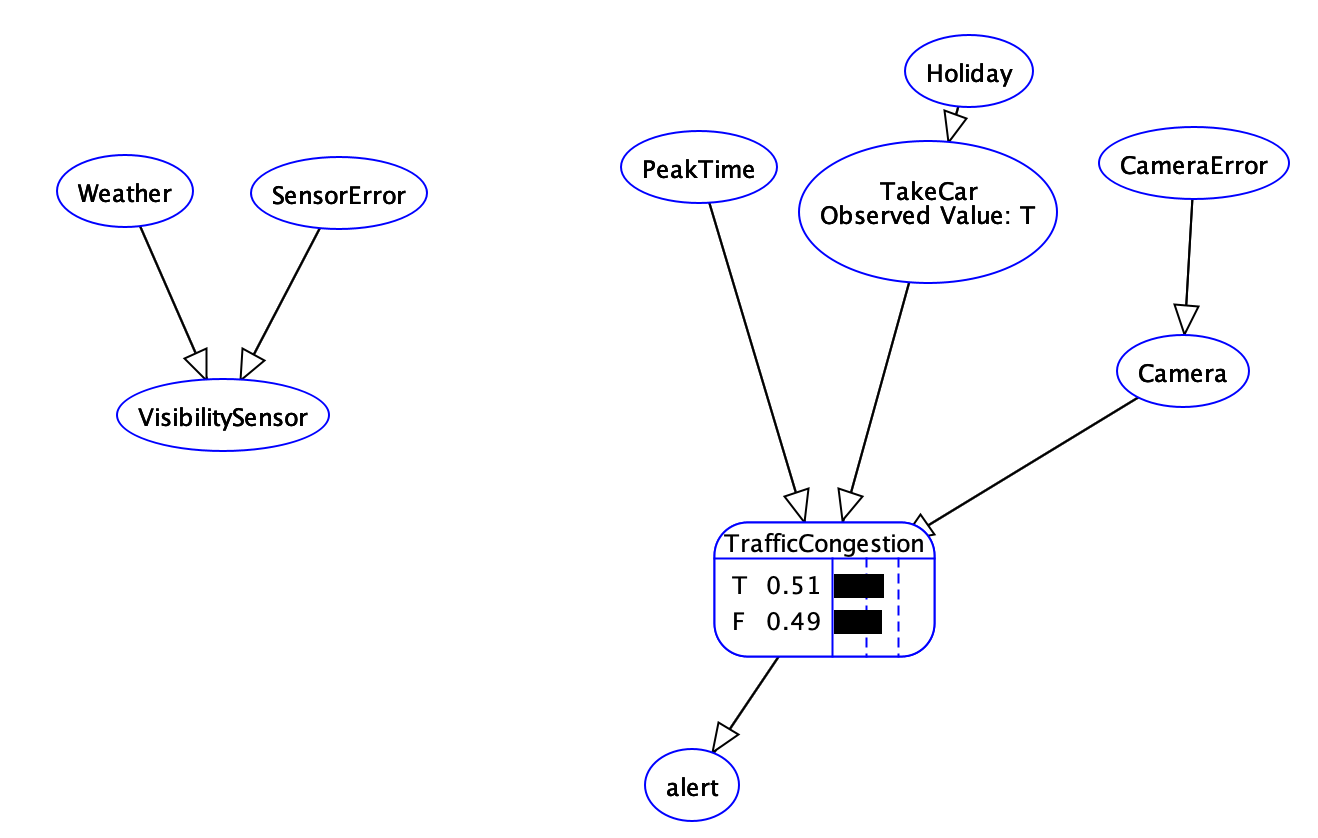 Holiday
Weather
SensorError
PeakTime
TakeCar
Observed Value: T
CameraError
VisibilitySensor
Camera
TrafficCongestion
T 0.51
F 0.49
alert